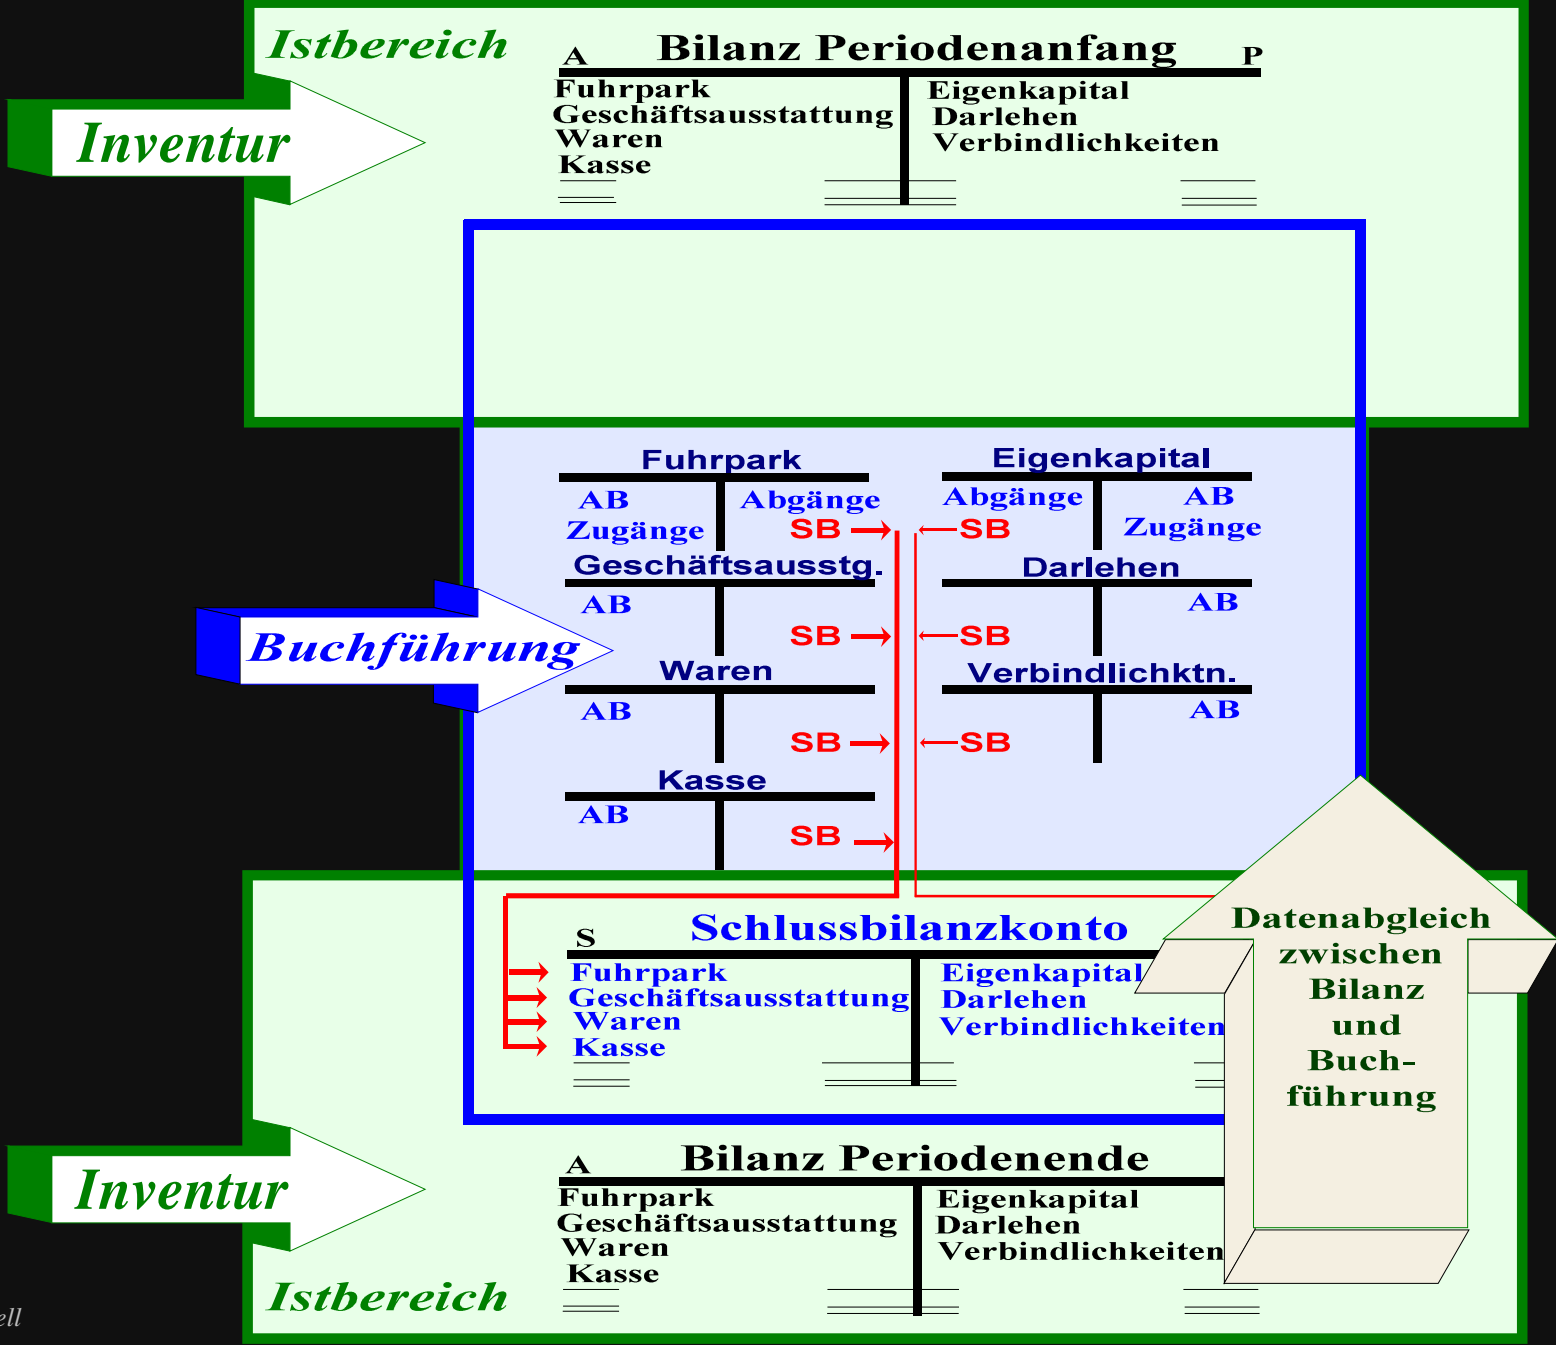 Istbereich
A Bilanz Periodenanfang P
Fuhrpark
Geschäftsausstattung
Waren
Kasse
Eigenkapital
Darlehen
Verbindlichkeiten
Inventur
Fuhrpark
AB Abgänge
Zugänge SB
Eigenkapital
Abgänge AB
SB Zugänge
Geschäftsausstg.
AB
SB
Darlehen
AB
SB
Buchführung
Waren
AB
SB
Verbindlichktn.
AB
SB
Kasse
AB
SB
S Schlussbilanzkonto
Fuhrpark
Geschäftsausstattung
Waren
Kasse
Eigenkapital
Darlehen
Verbindlichkeiten
Datenabgleich
zwischen
Bilanz
und
Buch-
führung
A Bilanz Periodenende
Fuhrpark
Geschäftsausstattung
Waren
Kasse
Eigenkapital
Darlehen
Verbindlichkeiten
Inventur
Istbereich
ell